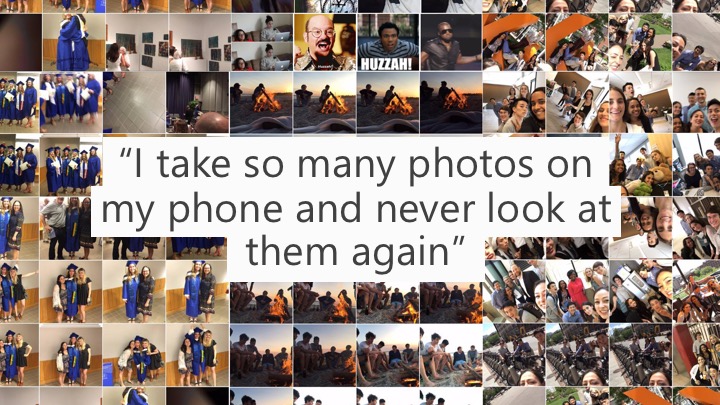 HUZZAH!
“I take so many photos on
my phone and never look at
them again”